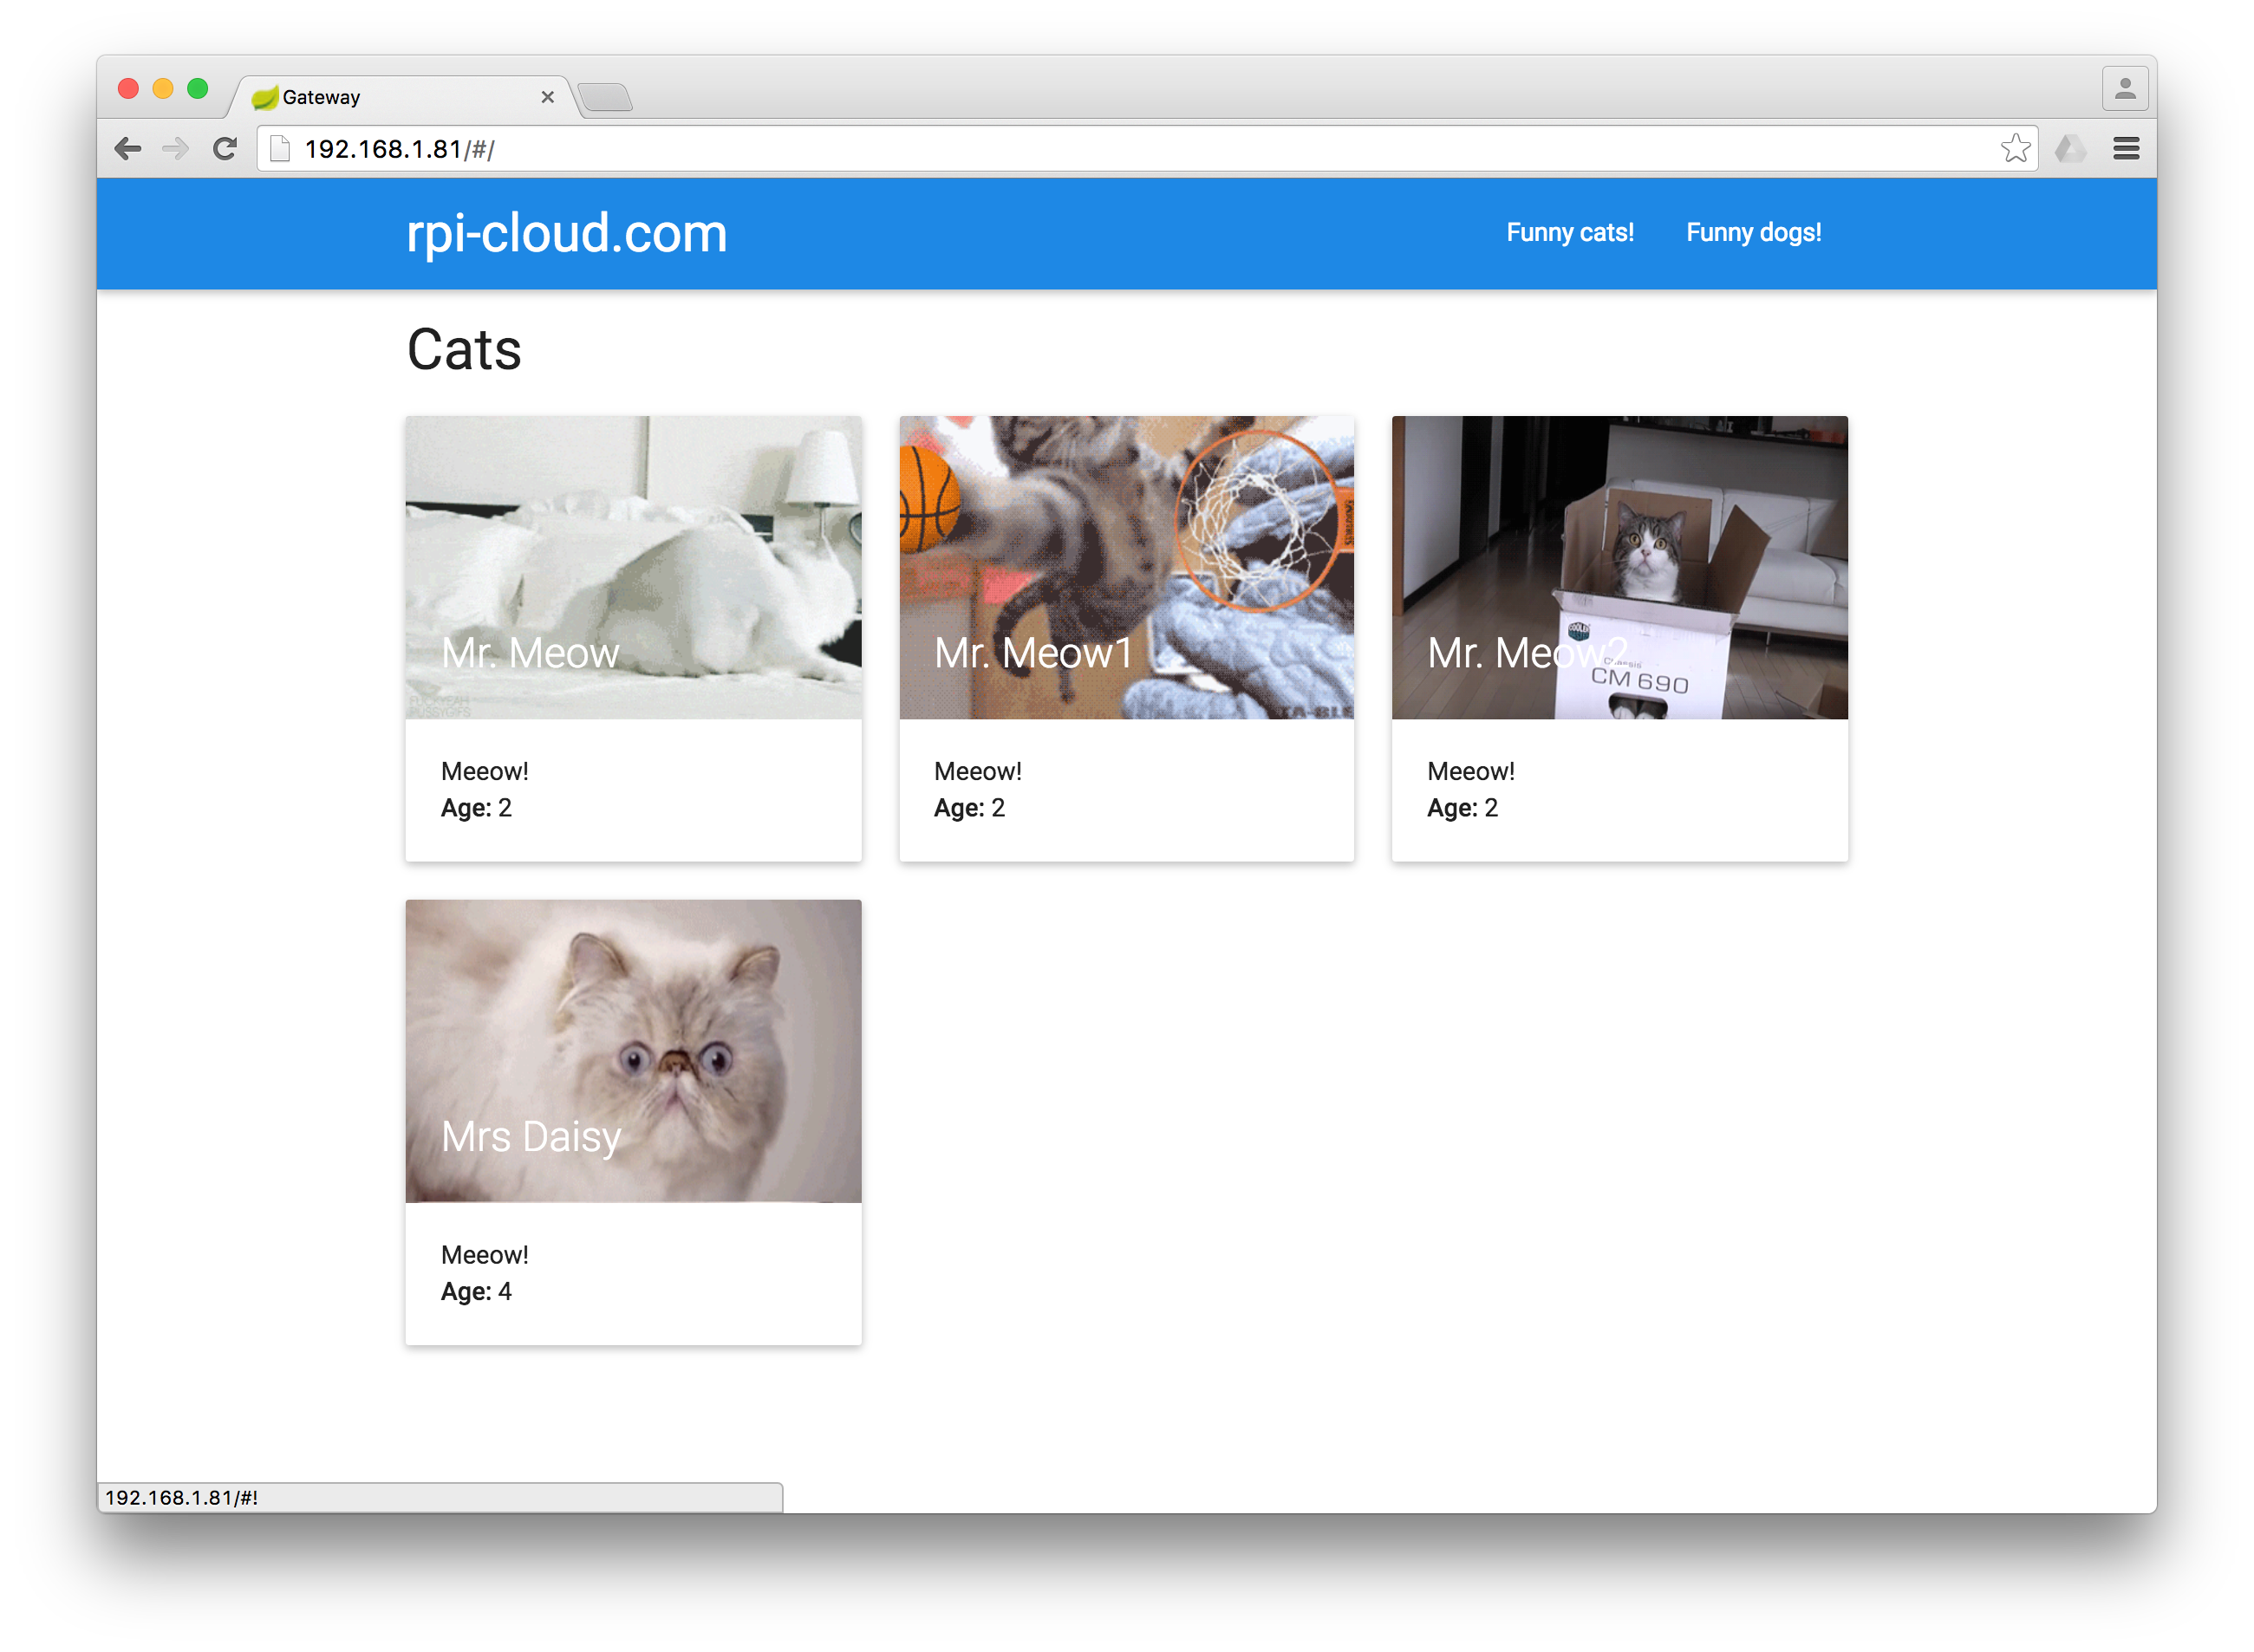 Gateway
192.168.1.81/#/
rpi-cloud.com
Funny cats!
Funny dogs!
Cats
Mr. Meow
Meeow!
Age: 2
Mr. Meow1
Meeow!
Age: 2
COOLER
Chassis
CM 690
Mr. Meow2
Meeow!
Age: 2
Mrs Daisy
Meeow!
Age: 4
192.168.1.81/#!